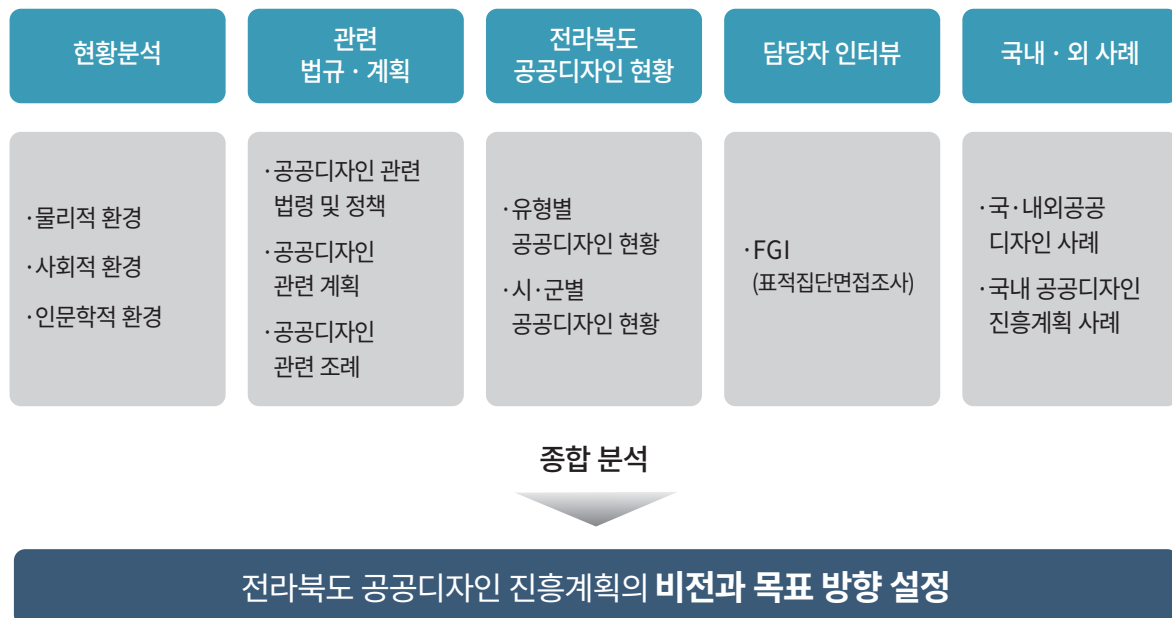 현황분석
관련
법규 · 계획
전라북도
공공디자인 현황
담당자 인터뷰
국내 · 외 사례
·물리적 환경
·사회적 환경
·인문학적 환경
·공공디자인 관련
법령 및 정책
·공공디자인
관련 계획
·공공디자인
관련 조례
·유형별
공공디자인 현황
·시·군별
공공디자인 현황
·FGI
(표적집단면접조사)
·국·내외공공
디자인 사례
·국내 공공디자인
진흥계획 사례
종합 분석
전라북도 공공디자인 진흥계획의 비전과 목표 방향 설정